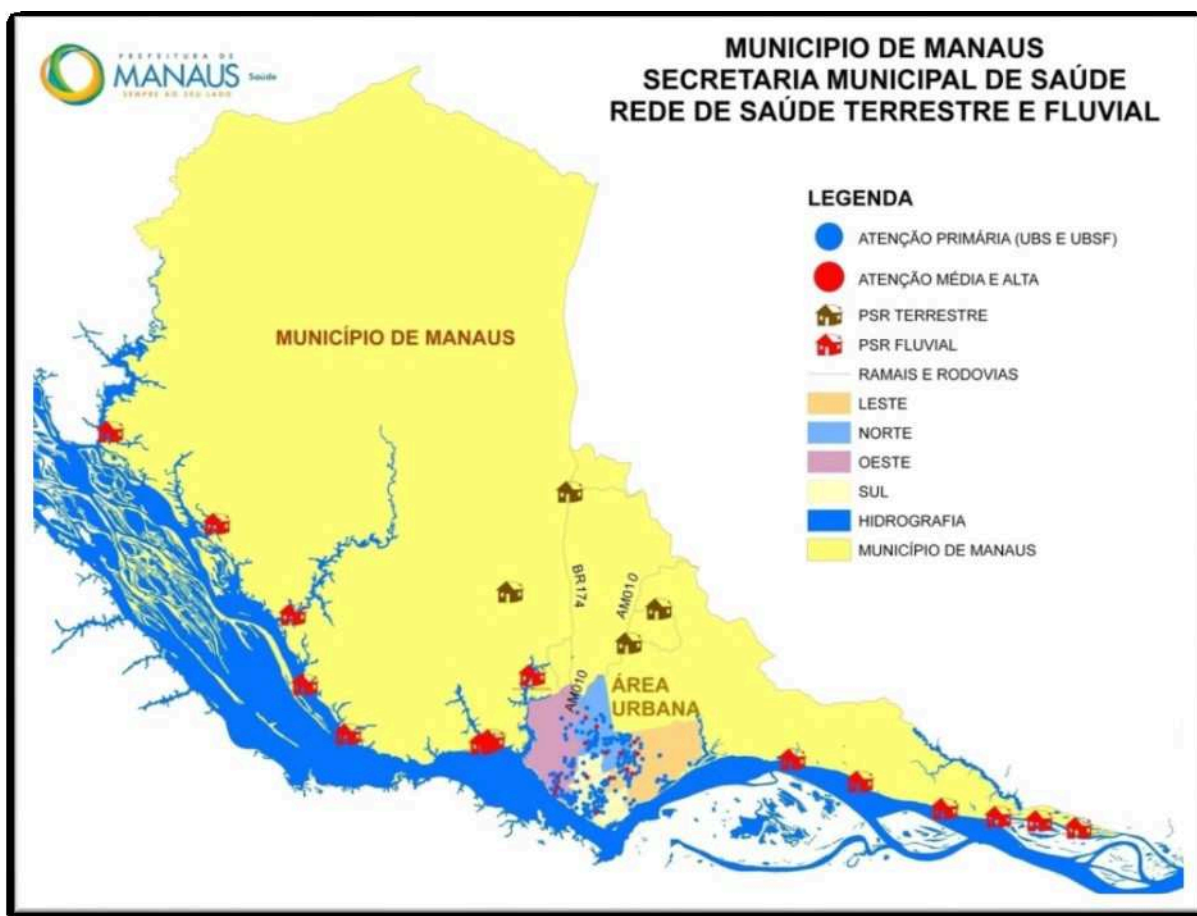 PREFEITURA DE
MANAUS Saúde
SEMPRE AO SEU LADO
MUNICIPIO DE MANAUS
SECRETARIA MUNICIPAL DE SAÚDE
REDE DE SAÚDE TERRESTRE E FLUVIAL
LEGENDA
ATENÇÃO PRIMÁRIA (UBS E UBSF)
ATENÇÃO MÉDIA E ALTA
PSR TERRESTRE
PSR FLUVIAL
RAMAIS E RODOVIAS
LESTE
NORTE
OESTE
SUL
HIDROGRAFIA
MUNICÍPIO DE MANAUS
MUNICÍPIO DE MANAUS
BR174
AM010
AM010
ÁREA
URBANA